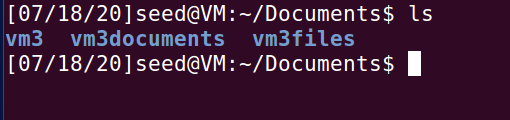 [07/18/20]seed@VM:~/Documents$ ls
vm3  vm3documents  vm3files
[07/18/20]seed@VM:~/Documents$